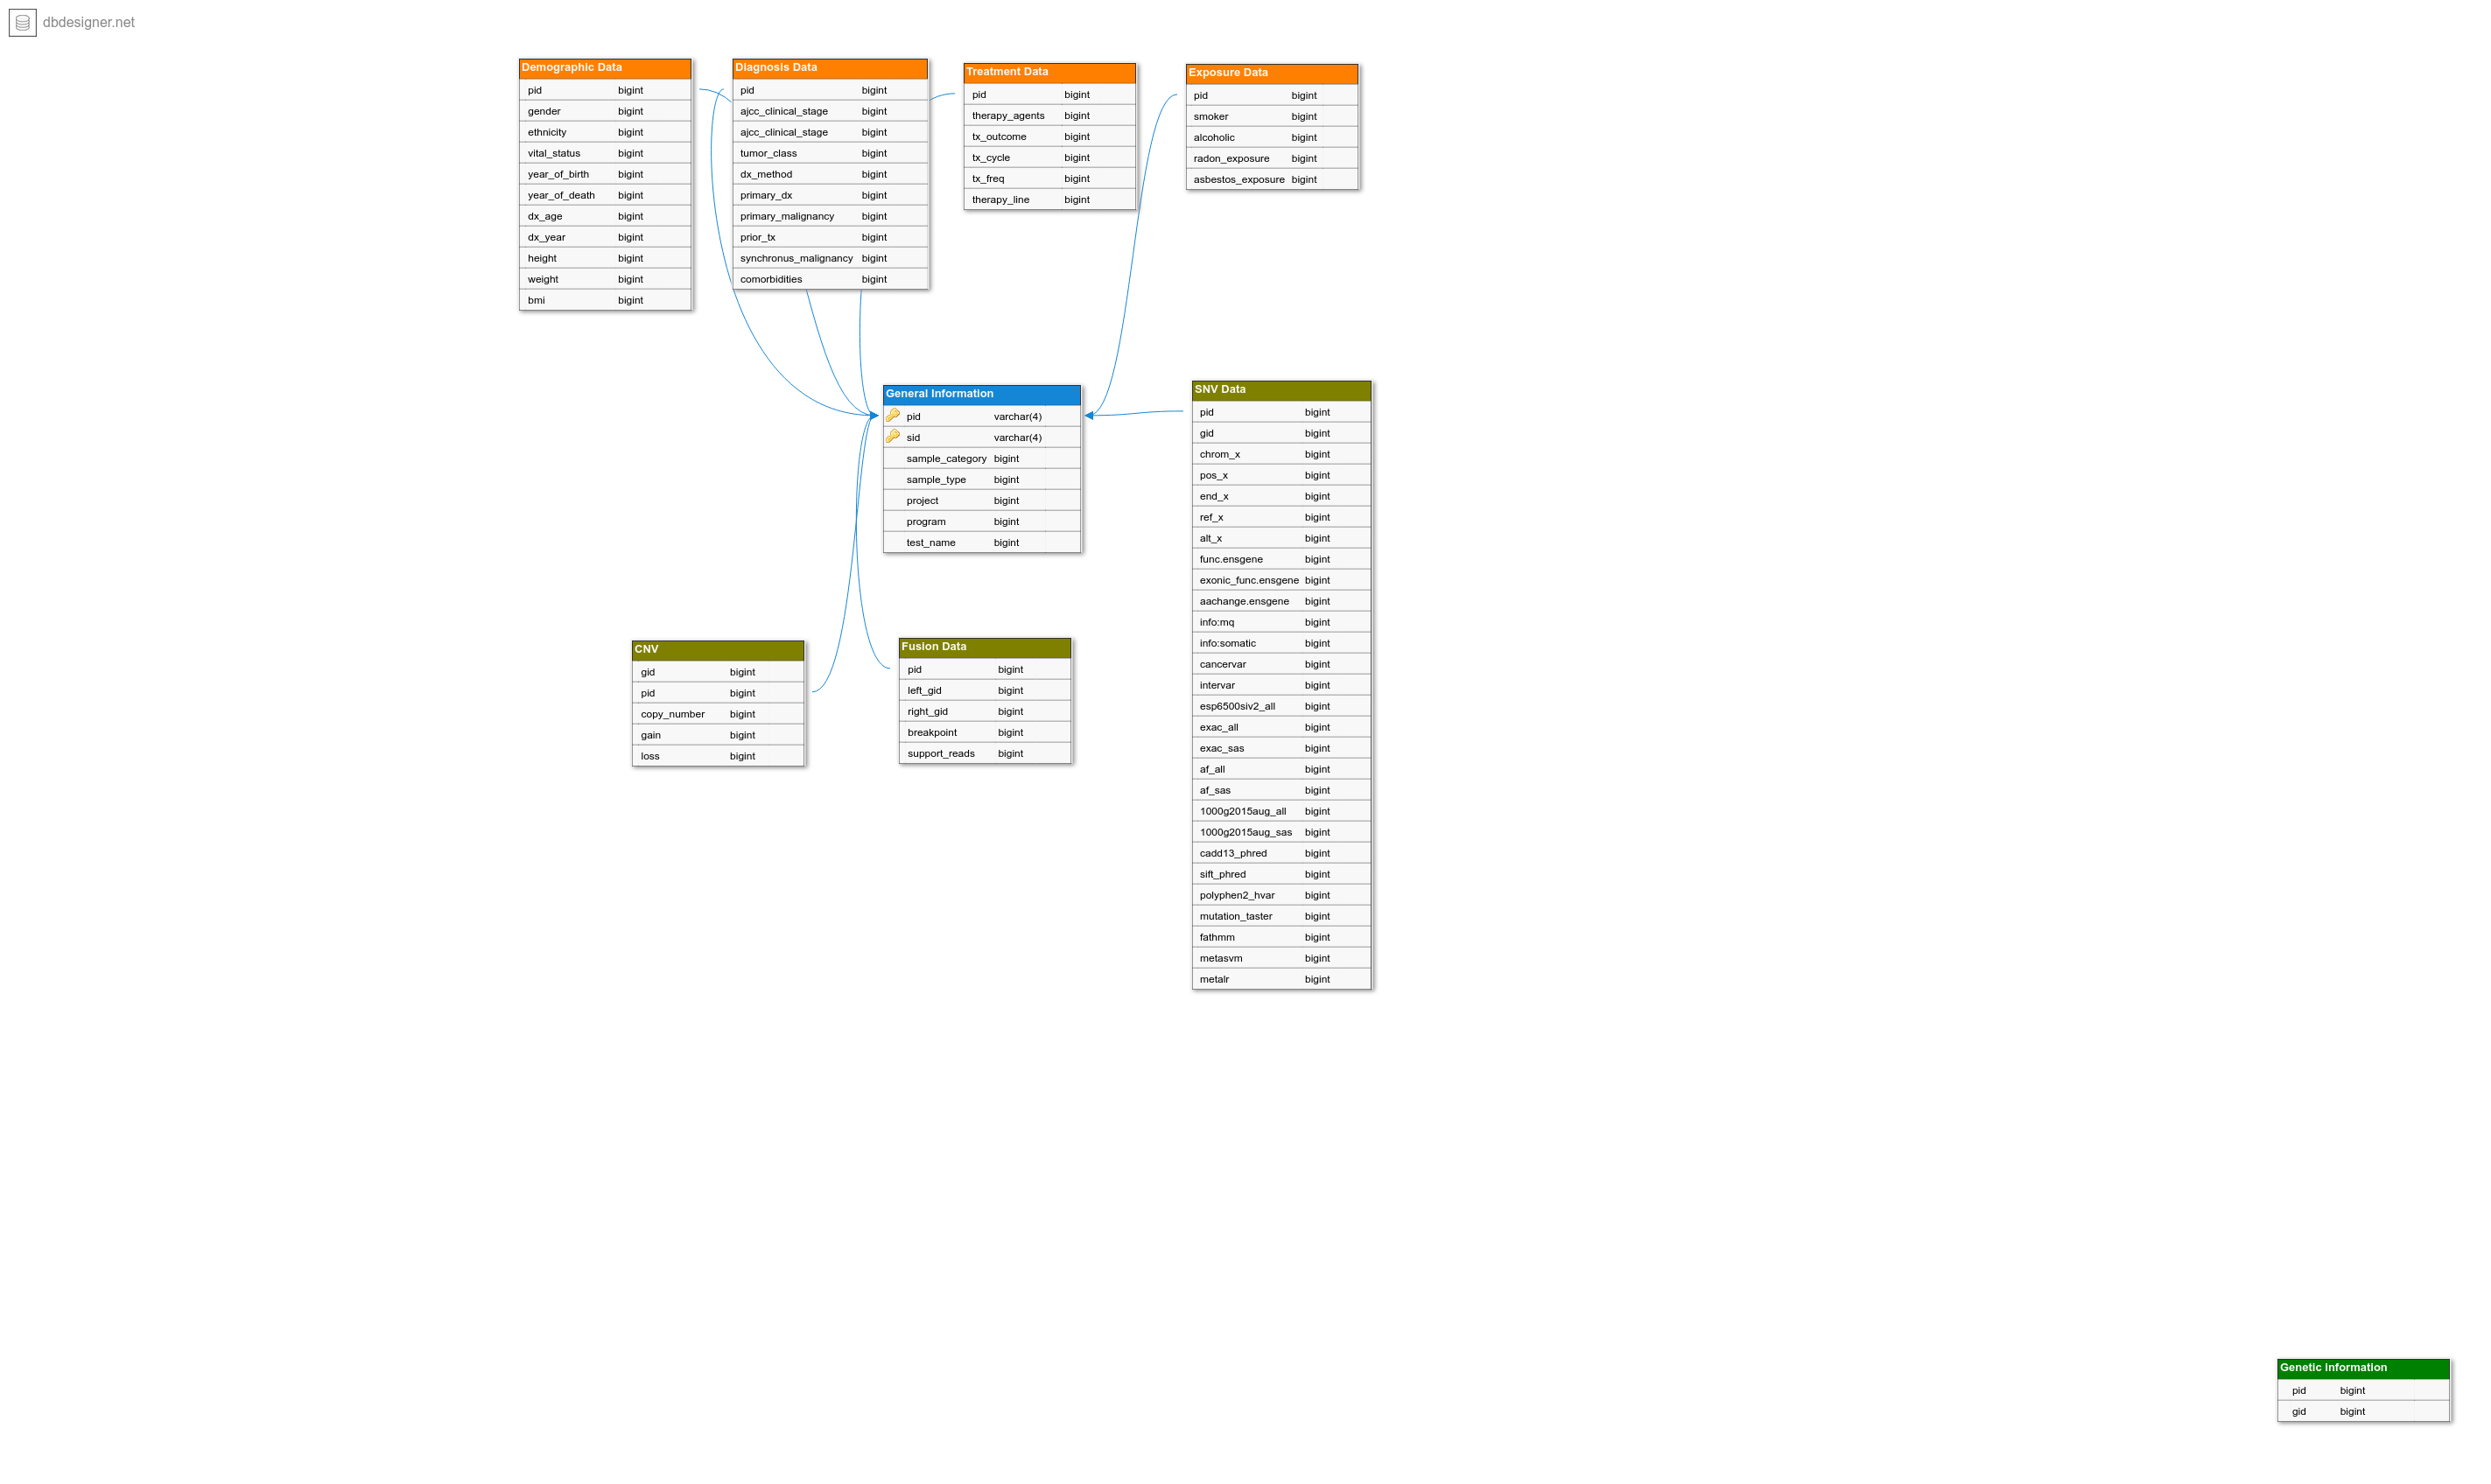 dbdesigner.net
Demographic Data
pid bigint
gender bigint
ethnicity bigint
vital_status bigint
year_of_birth bigint
year_of_death bigint
dx_age bigint
dx_year bigint
height bigint
weight bigint
bmi bigint
Diagnosis Data
pid bigint
ajcc_clinical_stage bigint
ajcc_clinical_stage bigint
tumor_class bigint
dx_method bigint
primary_dx bigint
primary_malignancy bigint
prior_tx bigint
synchronus_malignancy bigint
comorbidities bigint
Treatment Data
pid bigint
therapy_agents bigint
tx_outcome bigint
tx_cycle bigint
tx_freq bigint
therapy_line bigint
Exposure Data
pid bigint
smoker bigint
alcoholic bigint
radon_exposure bigint
asbestos_exposure bigint
General Information
pid varchar(4)
sid varchar(4)
sample_category bigint
sample_type bigint
project bigint
program bigint
test_name bigint
SNV Data
pid bigint
gid bigint
chrom_x bigint
pos_x bigint
end_x bigint
ref_x bigint
alt_x bigint
func.ensgene bigint
exonic_func.ensgene bigint
aachange.ensgene bigint
info:mq bigint
info:somatic bigint
cancervar bigint
intervar bigint
esp6500siv2_all bigint
exac_all bigint
exac_sas bigint
af_all bigint
af_sas bigint
1000g2015aug_all bigint
1000g2015aug_sas bigint
cadd13_phred bigint
sift_phred bigint
polyphen2_hvar bigint
mutation_taster bigint
fathmm bigint
metasvm bigint
metalr bigint
CNV
gid bigint
pid bigint
copy_number bigint
gain bigint
loss bigint
Fusion Data
pid bigint
left_gid bigint
right_gid bigint
breakpoint bigint
support_reads bigint
Genetic Information
pid bigint
gid bigint